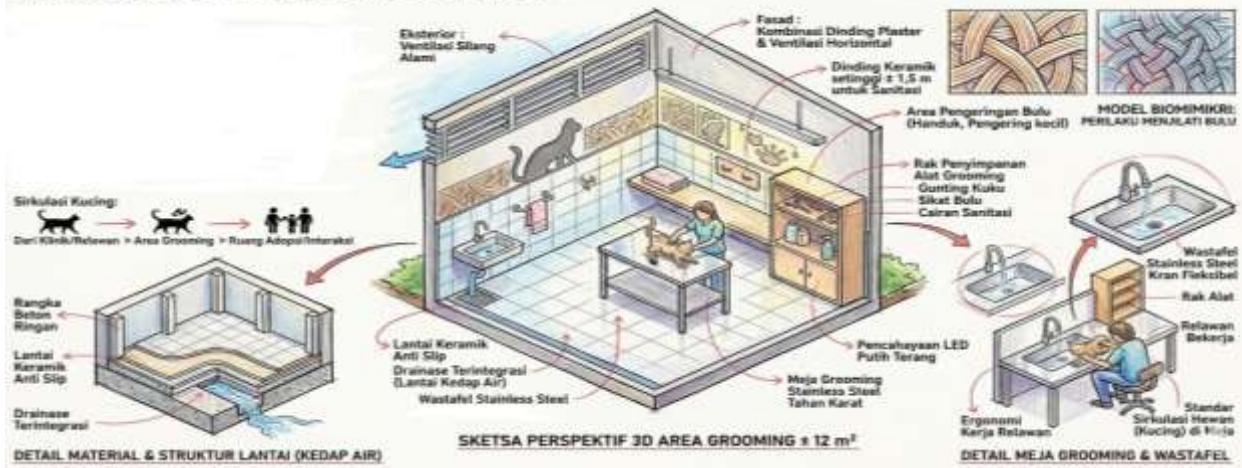 Eksterior :
Ventilasi Silang
Alami
Fasad :
Kombinasi Dinding Plaster
& Ventilasi Horizontal
Dinding Keramik
setinggi ± 1,5 m
untuk Sanitasi
Area Pengeringan Bulu
(Handuk, Pengering kecil)
MODEL BIOMIMIKRI:
PERILAKU MENJILATI BULU
Rak Penyimpanan
Alat Grooming
Gunting Kuku
Sikat Bulu
Cairan Sanitasi
Sirkulasi Kucing:
Dari Klinik/Relawan > Area Grooming > Ruang Adopsi/Interaksi
Rangka
Beton
Ringan
Lantai
Keramik
Anti Slip
Drainase
Terintegrasi
DETAIL MATERIAL & STRUKTUR LANTAI (KEDAP AIR)
Lantai Keramik
Anti Slip
Drainase Terintegrasi
(Lantai Kedap Air)
Wastafel Stainless Steel
Pencahayaan LED
Putih Terang
Meja Grooming
Stainless Steel
Tahan Karat
SKETSA PERSPEKTIF 3D AREA GROOMING ± 12 m²
Wastafel
Stainless Steel
Kran Fleksibel
Rak Alat
Relawan
Bekerja
Ergonomi
Kerja Relawan
Standar
Sirkulasi Hewan
(Kucing) di Meja
DETAIL MEJA GROOMING & WASTAFEL